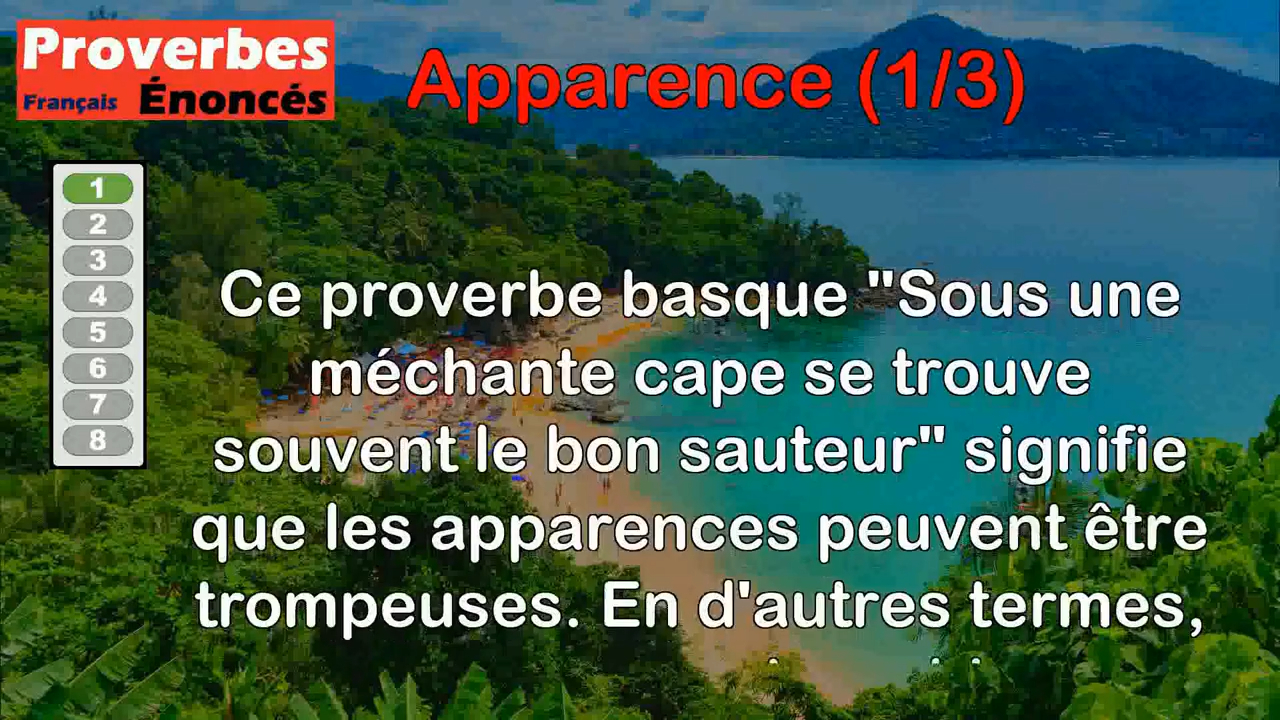 Proverbes
Français Énoncés
Apparence (1/3)
1
2
3
4
5
6
7
8
Ce proverbe basque "Sous une
méchante cape se trouve
souvent le bon sauteur" signifie
que les apparences peuvent être
trompeuses. En d'autres termes,